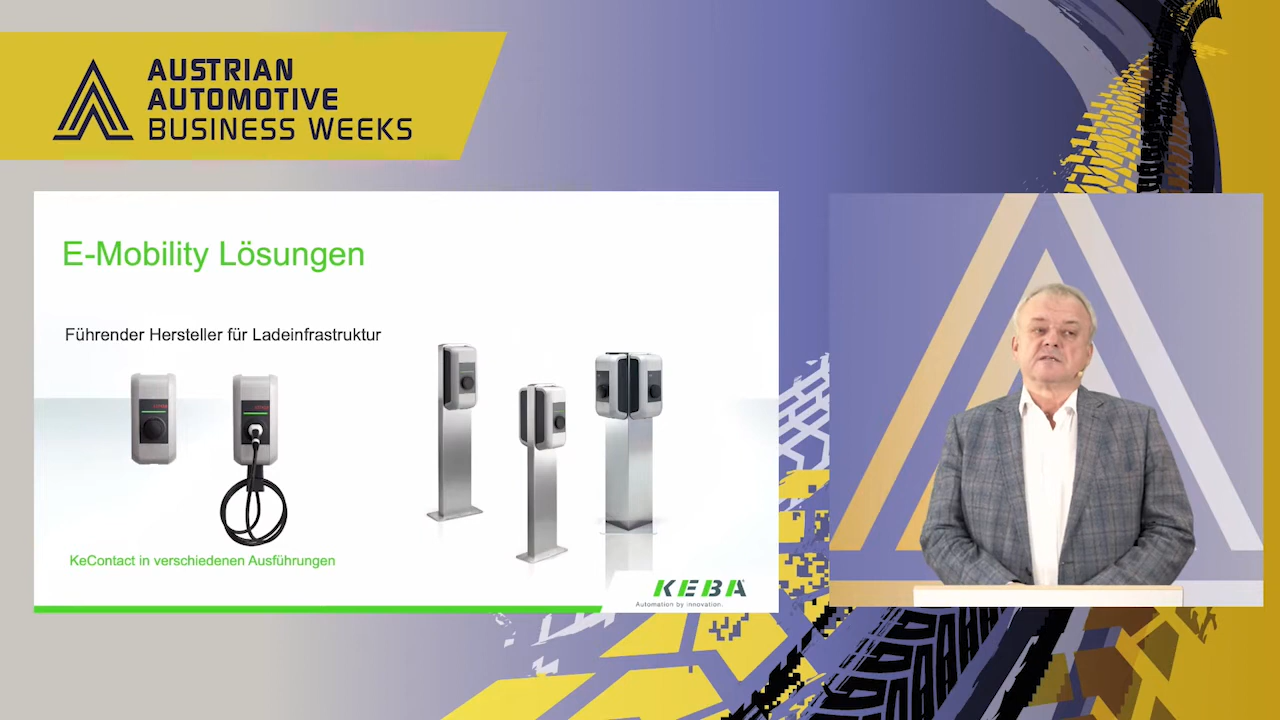 AUSTRIAN
AUTOMOTIVE
BUSINESS WEEKS
E-Mobility Lösungen
Führender Hersteller für Ladeinfrastruktur
KeContact in verschiedenen Ausführungen
KEBA
Automation by innovation.